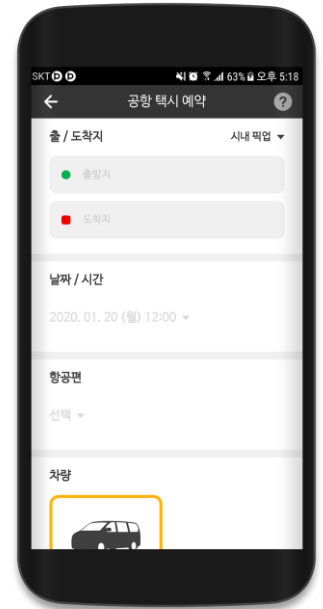 SKT 63% 오후 5:18
공항 택시 예약 ?
출 / 도착지 시내 픽업
출발지
도착지
날짜 / 시간
2020. 01. 20 (월) 12:00
항공편
선택
차량